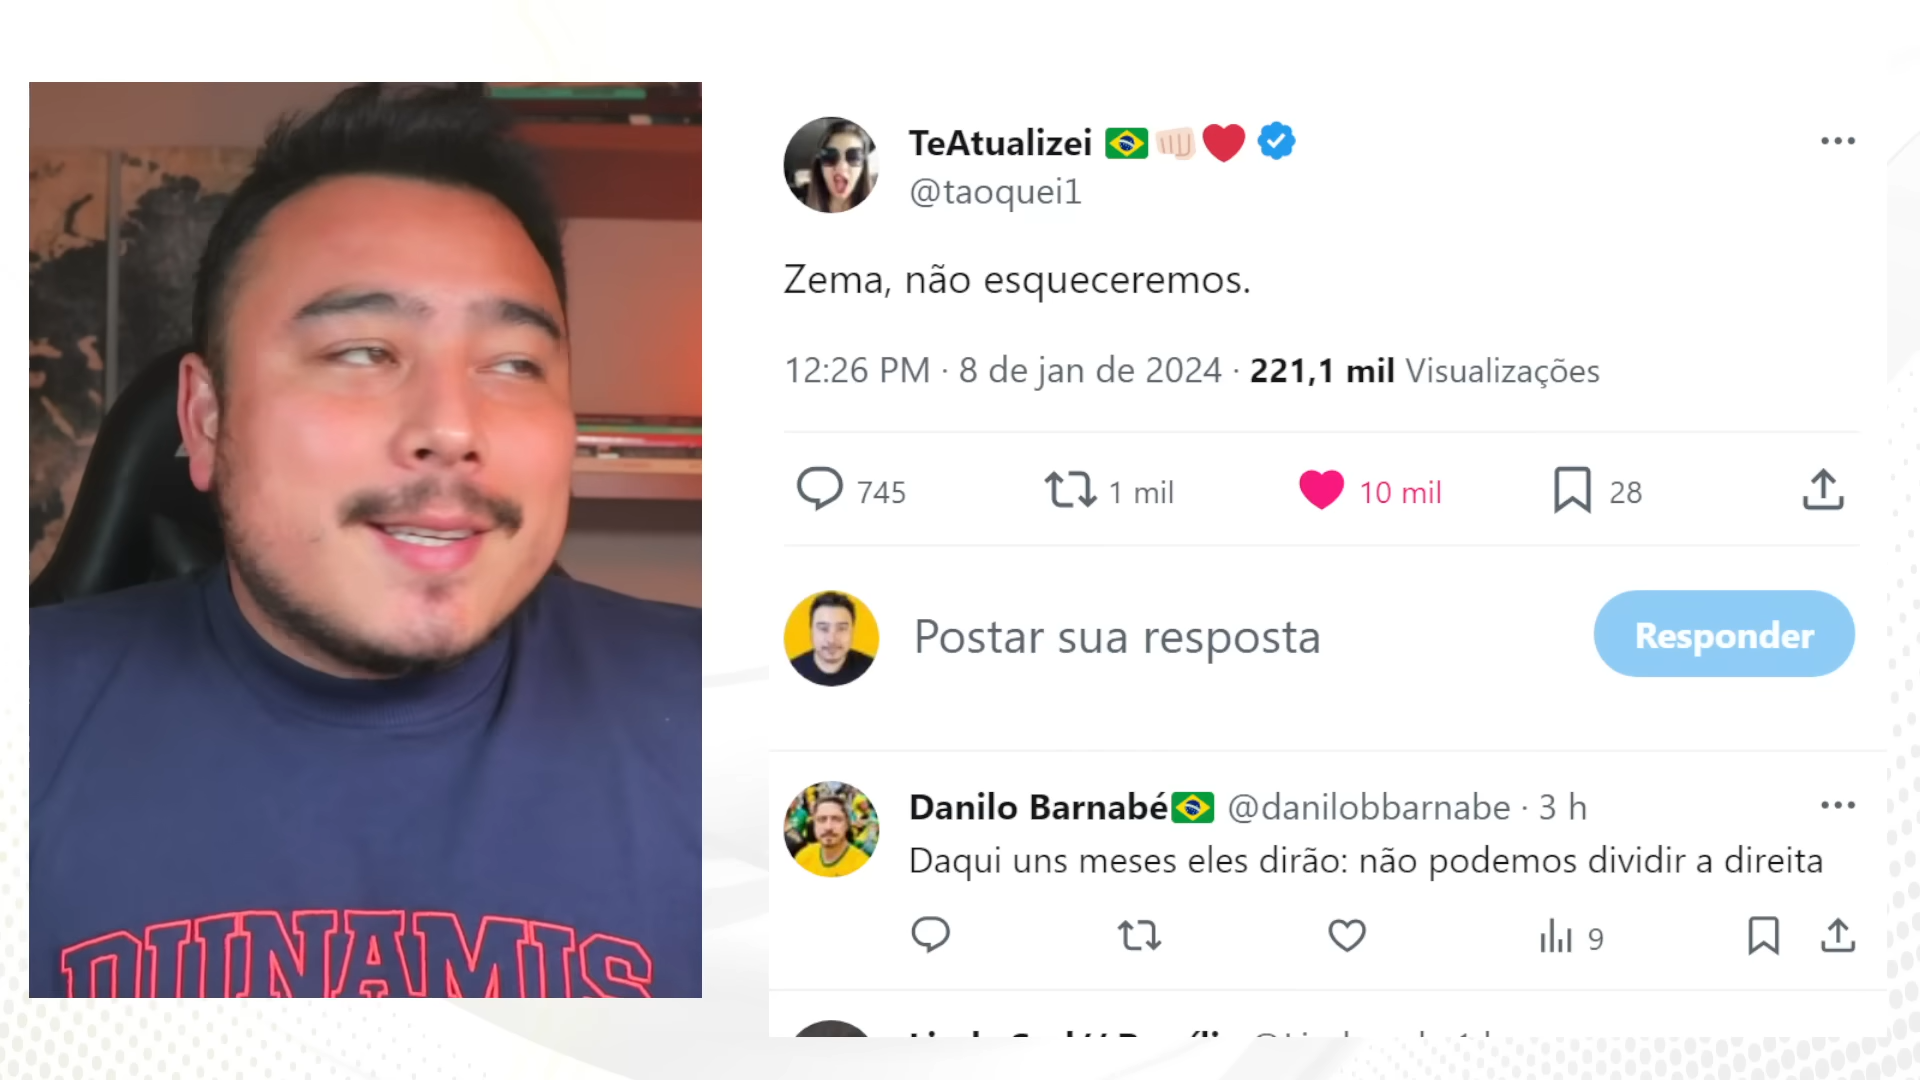 DUNAMIS
TeAtualizei 🇧🇷👊🏻❤️
@taoquei1
Zema, não esqueceremos.
12:26 PM · 8 de jan de 2024 · 221,1 mil Visualizações
745 1 mil 10 mil 28
Postar sua resposta
Responder
Danilo Barnabé🇧🇷 @danilobbarnabe · 3 h
Daqui uns meses eles dirão: não podemos dividir a direita
9